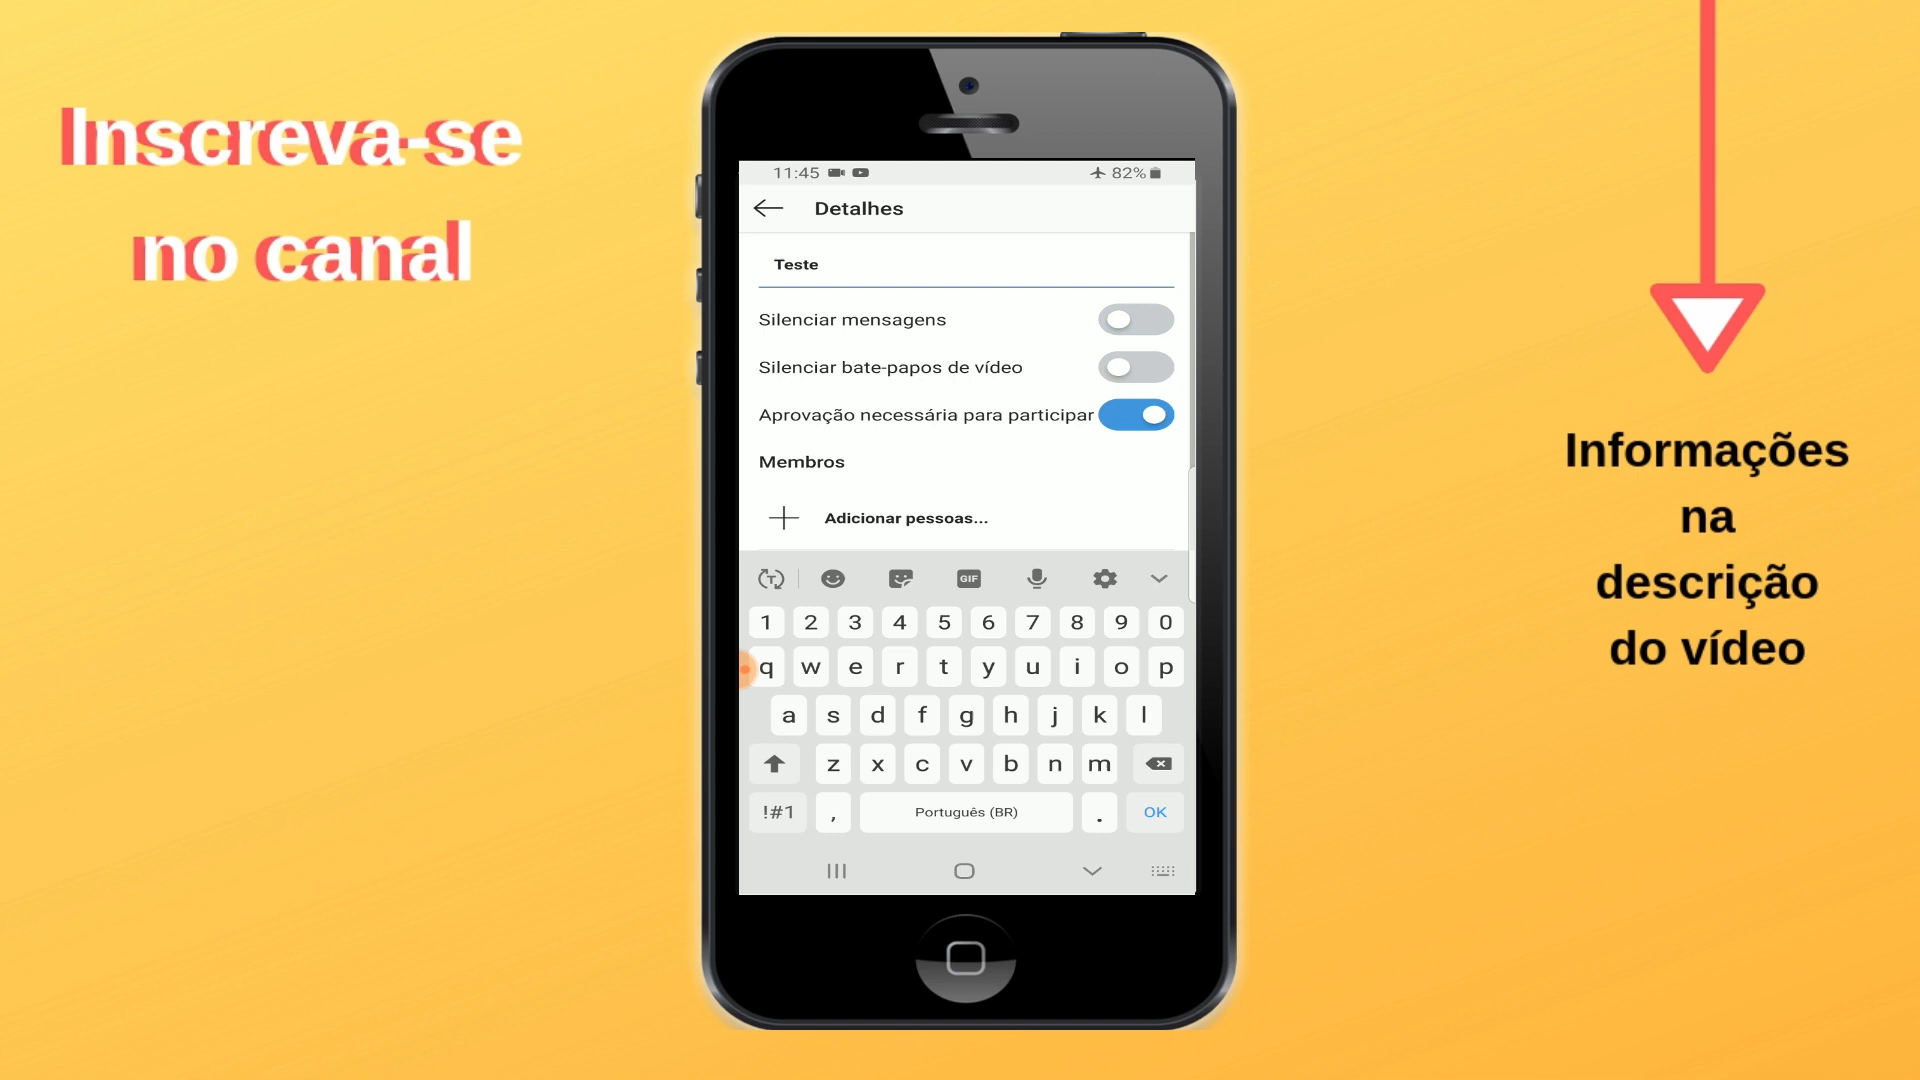 Inscreva-se
no canal
11:45
82%
Detalhes
Teste
Silenciar mensagens
Silenciar bate-papos de vídeo
Aprovação necessária para participar
Membros
Adicionar pessoas...
T
GIF
1 2 3 4 5 6 7 8 9 0
q w e r t y u i o p
a s d f g h j k l
z x c v b n m
!#1 , Português (BR) . OK
Informações
na
descrição
do vídeo